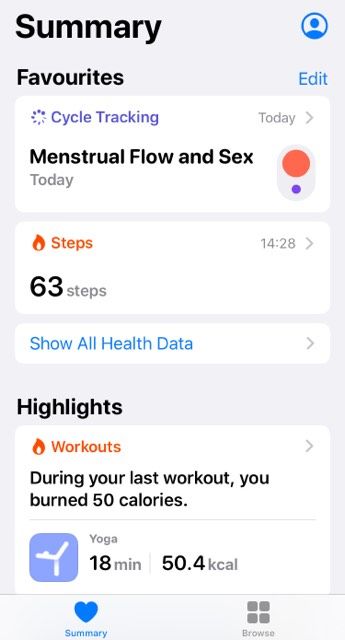 Summary
Favourites Edit
Cycle Tracking Today
Menstrual Flow and Sex
Today
Steps 14:28
63 steps
Show All Health Data
Highlights
Workouts
During your last workout, you
burned 50 calories.
Yoga
18 min 50.4 kcal
Summary Browse